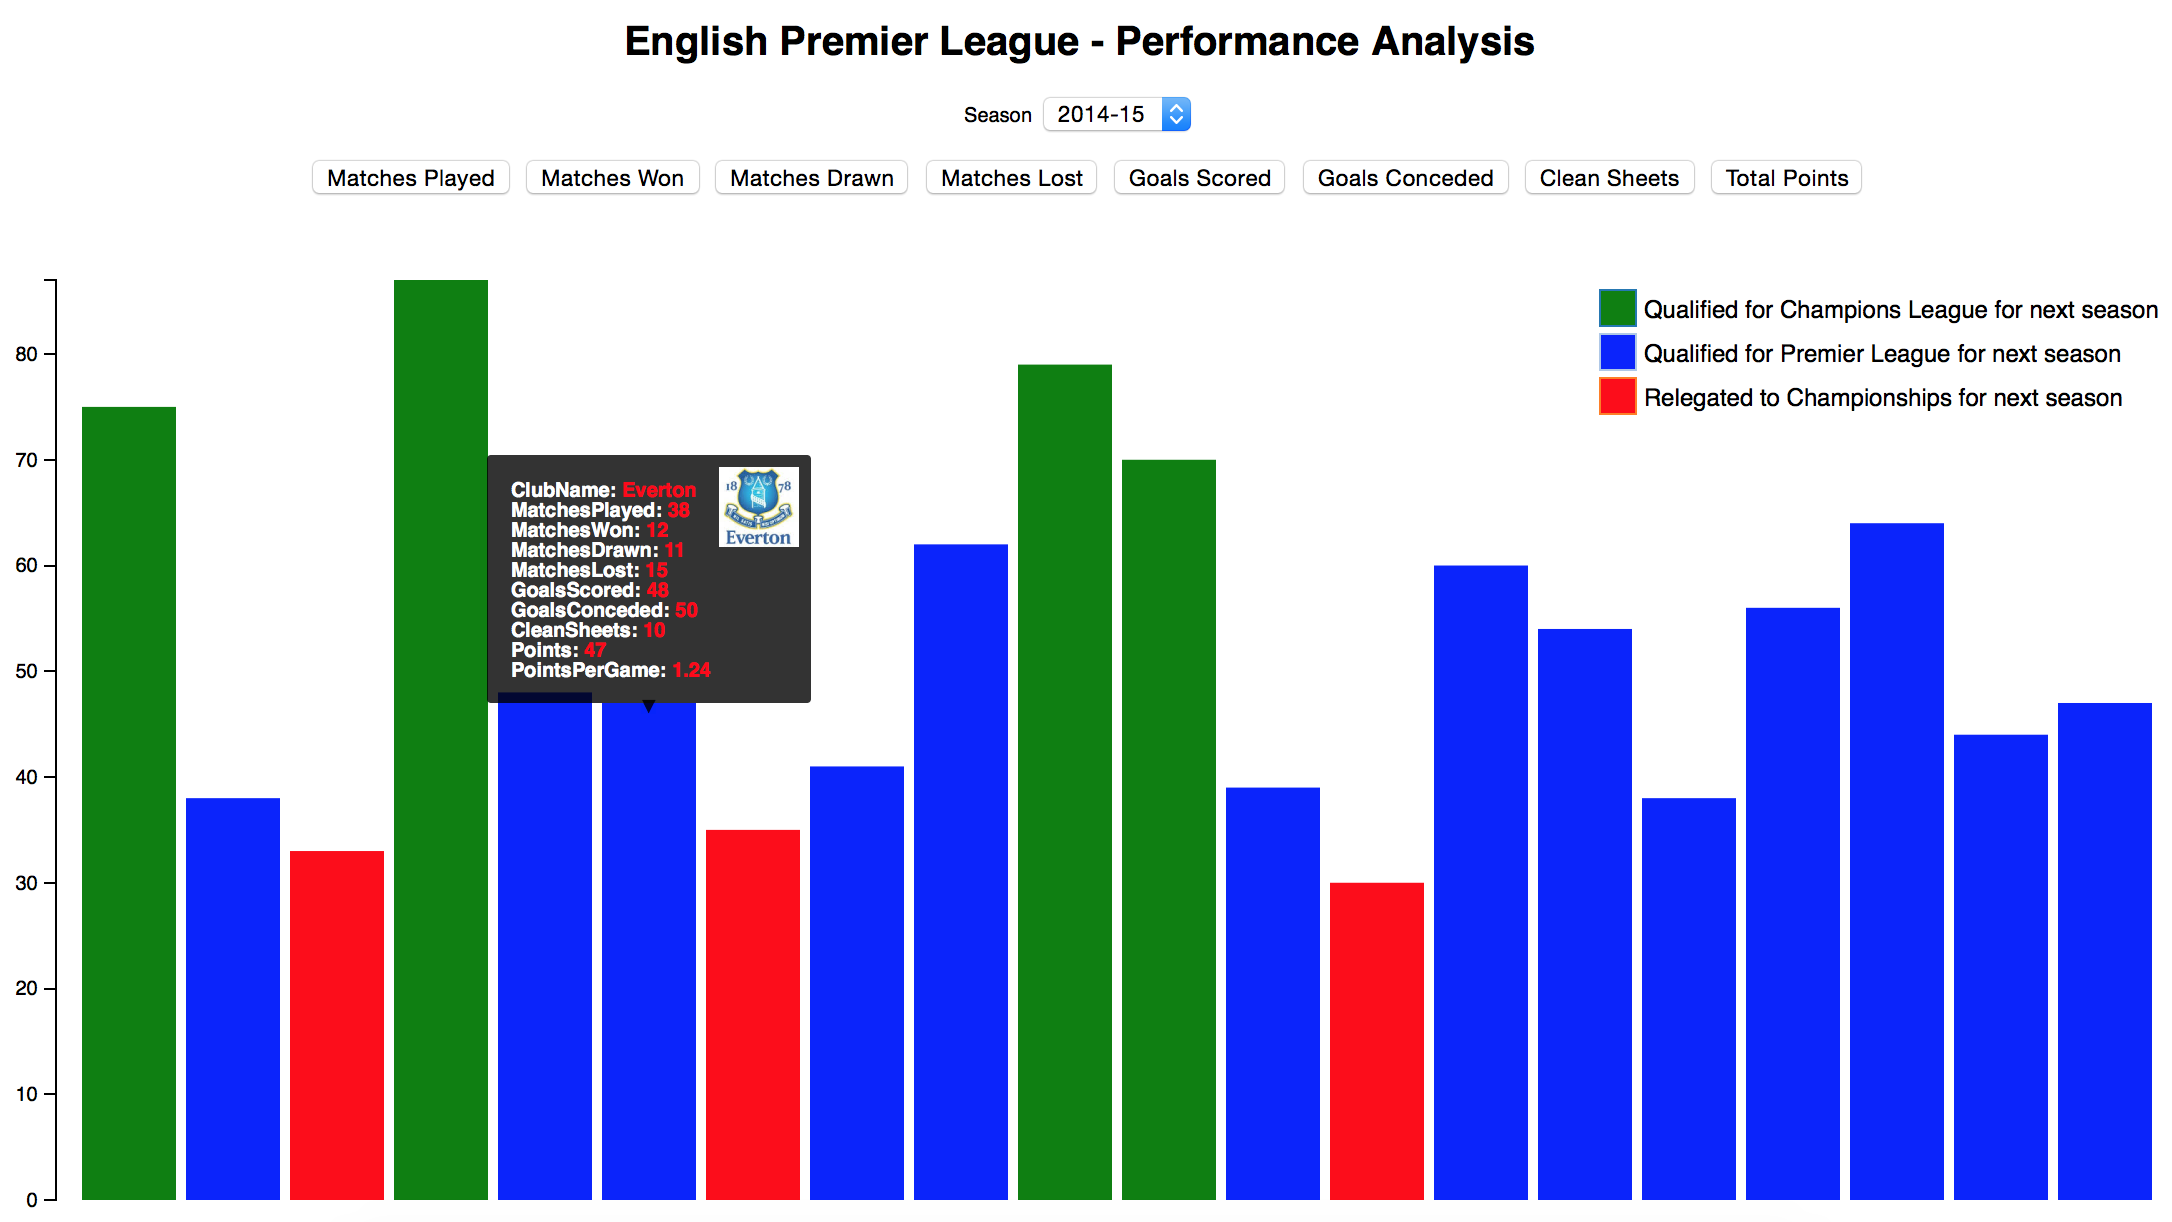 English Premier League - Performance Analysis
Season 2014-15
Matches Played Matches Won Matches Drawn Matches Lost Goals Scored Goals Conceded Clean Sheets Total Points
Qualified for Champions League for next season
Qualified for Premier League for next season
Relegated to Championships for next season
80
70
60
50
40
30
20
10
0
ClubName: Everton
MatchesPlayed: 38
MatchesWon: 12
MatchesDrawn: 11
MatchesLost: 15
GoalsScored: 48
GoalsConceded: 50
CleanSheets: 10
Points: 47
PointsPerGame: 1.24
18 78
Everton